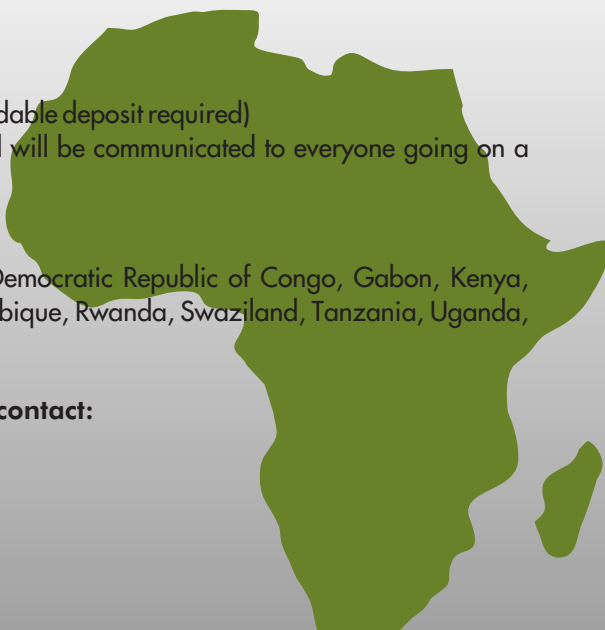 dable deposit required)
will be communicated to everyone going on a
Democratic Republic of Congo, Gabon, Kenya,
bique, Rwanda, Swaziland, Tanzania, Uganda,
contact: